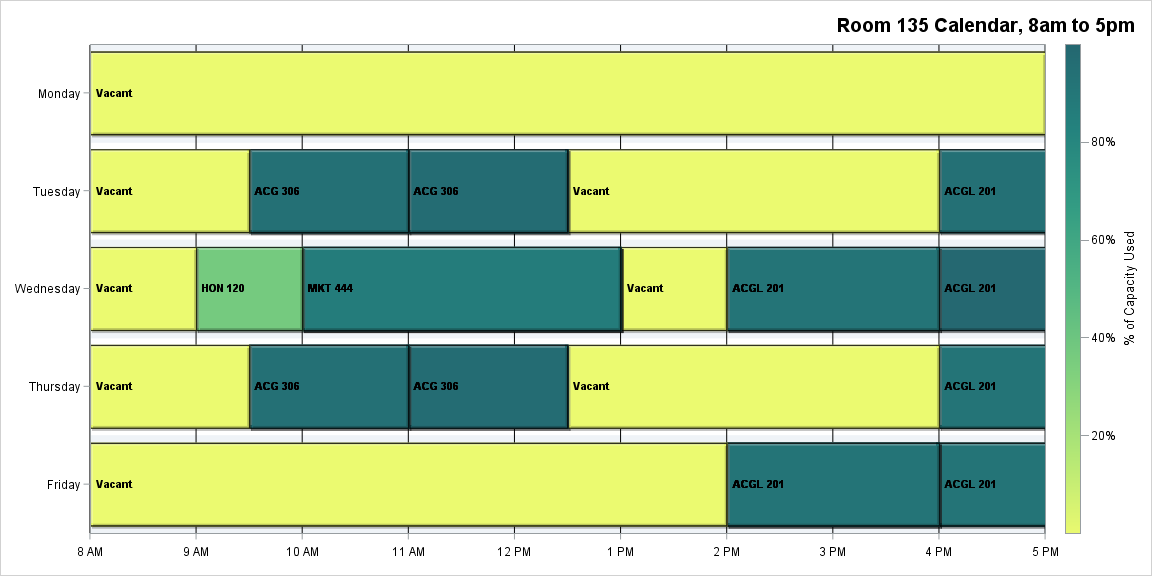 Room 135 Calendar, 8am to 5pm
Monday
Vacant
Tuesday
Vacant
ACG 306
ACG 306
Vacant
ACGL 201
Wednesday
Vacant
HON 120
MKT 444
Vacant
ACGL 201
ACGL 201
Thursday
Vacant
ACG 306
ACG 306
Vacant
ACGL 201
Friday
Vacant
ACGL 201
ACGL 201
8 AM
9 AM
10 AM
11 AM
12 PM
1 PM
2 PM
3 PM
4 PM
5 PM
80%
60%
40%
20%
% of Capacity Used